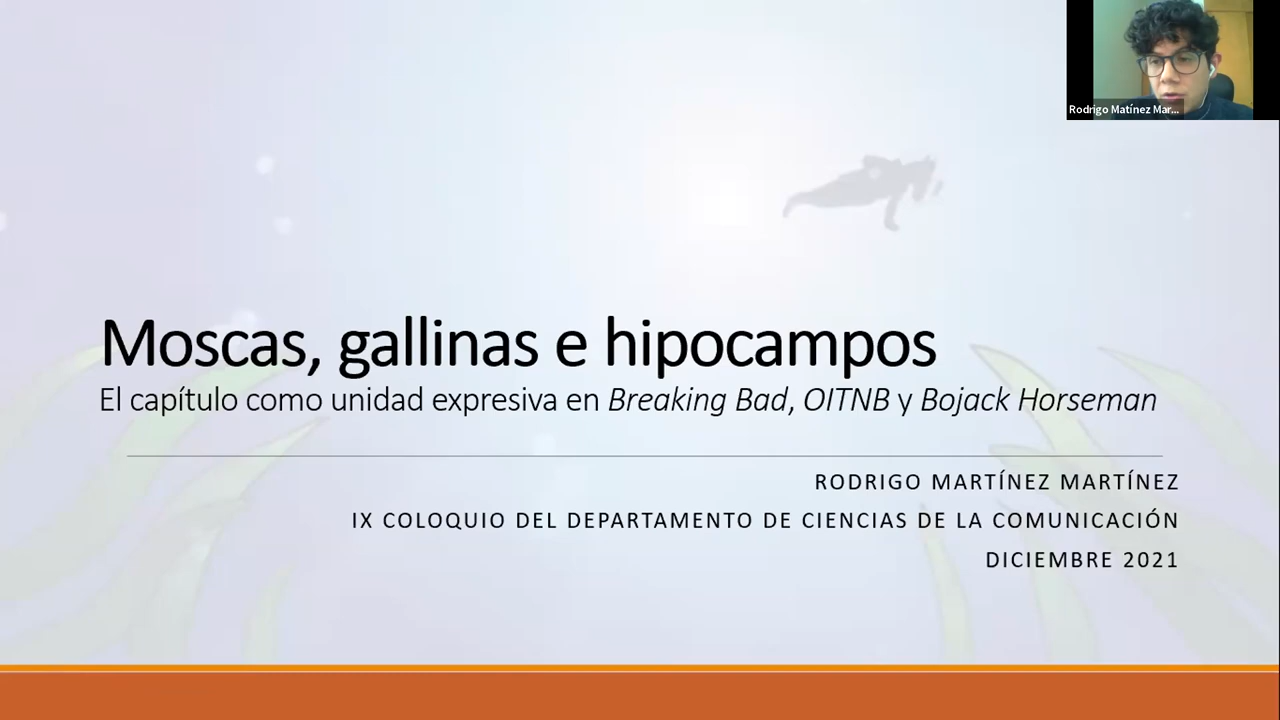 Rodrigo Matínez Mar...
Moscas, gallinas e hipocampos
El capítulo como unidad expresiva en Breaking Bad, OITNB y Bojack Horseman
RODRIGO MARTÍNEZ MARTÍNEZ
IX COLOQUIO DEL DEPARTAMENTO DE CIENCIAS DE LA COMUNICACIÓN
DICIEMBRE 2021